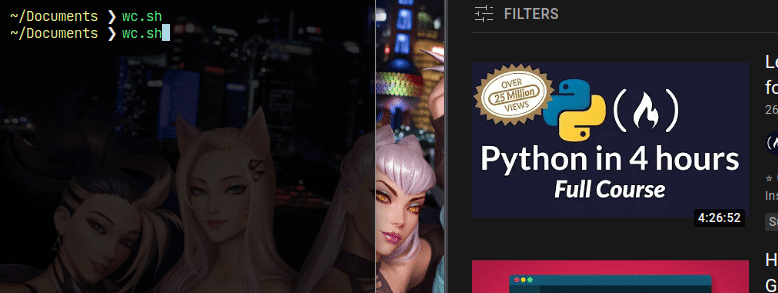 ~/Documents ❯ wc.sh
~/Documents ❯ wc.sh
FILTERS
OVER
25 Million
VIEWS
Python in 4 hours
Full Course
4:26:52
Le
fo
26
Ins
H
G